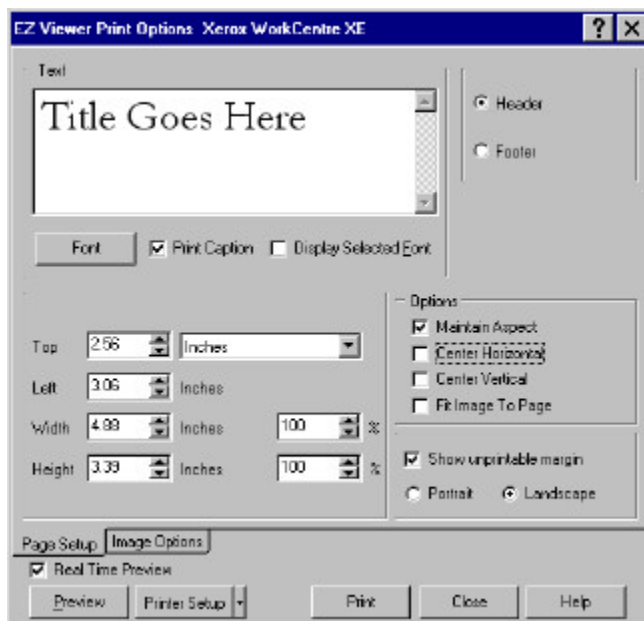 EZ Viewer Print Options Xerox WorkCentre XE
Text
Title Goes Here
Header
Footer
Font Print Caption Display Selected Font
Options
Top 2.56 Inches
Left 3.06 Inches
Width 4.88 Inches 100 %
Height 3.39 Inches 100 %
Maintain Aspect
Center Horizontal
Center Vertical
Fit Image To Page
Show unprintable margin
Portrait Landscape
Page Setup Image Options
Real Time Preview
Preview Printer Setup Print Close Help